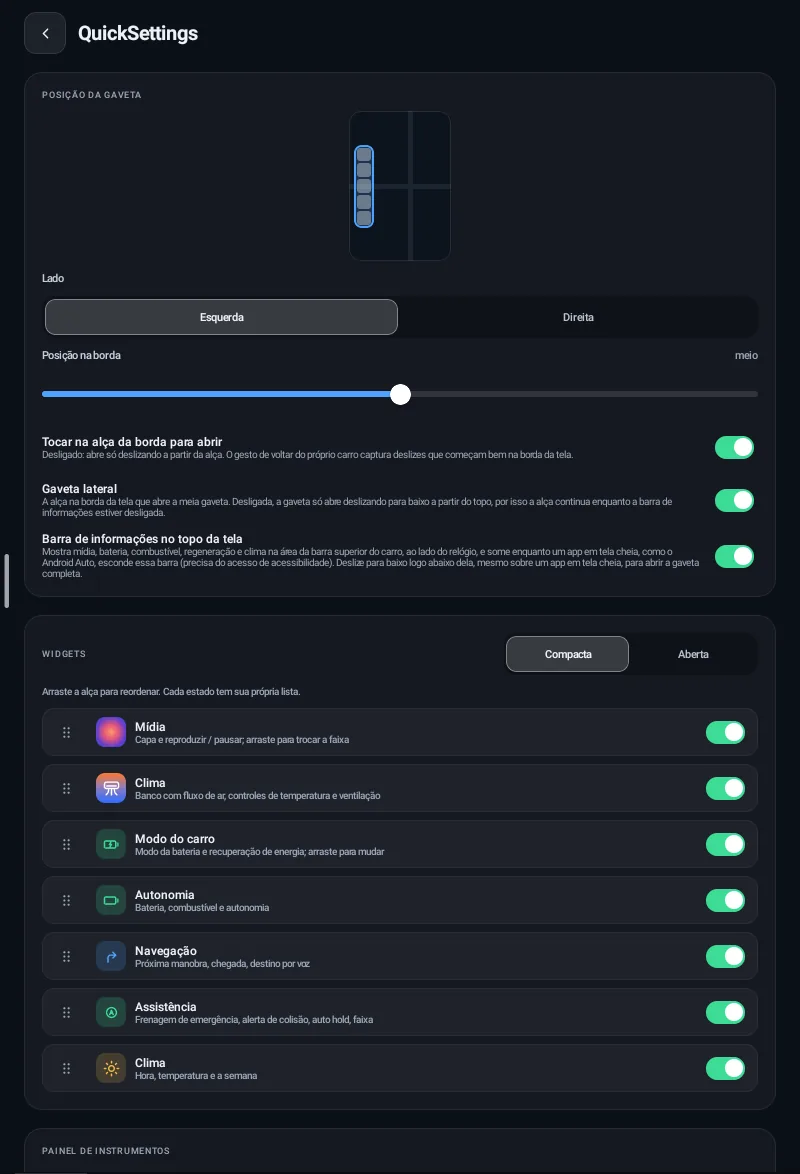 QuickSettings
POSIÇÃO DA GAVETA
Lado
Esquerda
Direita
Posição na borda
meio
Tocar na alça da borda para abrir
Desligado: abre só deslizando a partir da alça. O gesto de voltar do próprio carro captura deslizes que começam bem na borda da tela.
Gaveta lateral
A alça na borda da tela que abre a meia gaveta. Desligada, a gaveta só abre deslizando para baixo a partir do topo, por isso a alça continua enquanto a barra de
informações estiver desligada.
Barra de informações no topo da tela
Mostra mídia, bateria, combustível, regeneração e clima na área da barra superior do carro, ao lado do relógio, e some enquanto um app em tela cheia, como o
Android Auto, esconde essa barra (precisa do acesso de acessibilidade). Deslize para baixo logo abaixo dela, mesmo sobre um app em tela cheia, para abrir a gaveta
completa.
WIDGETS
Compacta
Aberta
Arraste a alça para reordenar. Cada estado tem sua própria lista.
Mídia
Capa e reproduzir / pausar; arraste para trocar a faixa
Clima
Banco com fluxo de ar, controles de temperatura e ventilação
Modo do carro
Modo da bateria e recuperação de energia; arraste para mudar
Autonomia
Bateria, combustível e autonomia
Navegação
Próxima manobra, chegada, destino por voz
Assistência
Frenagem de emergência, alerta de colisão, auto hold, faixa
Clima
Hora, temperatura e a semana
PAINEL DE INSTRUMENTOS